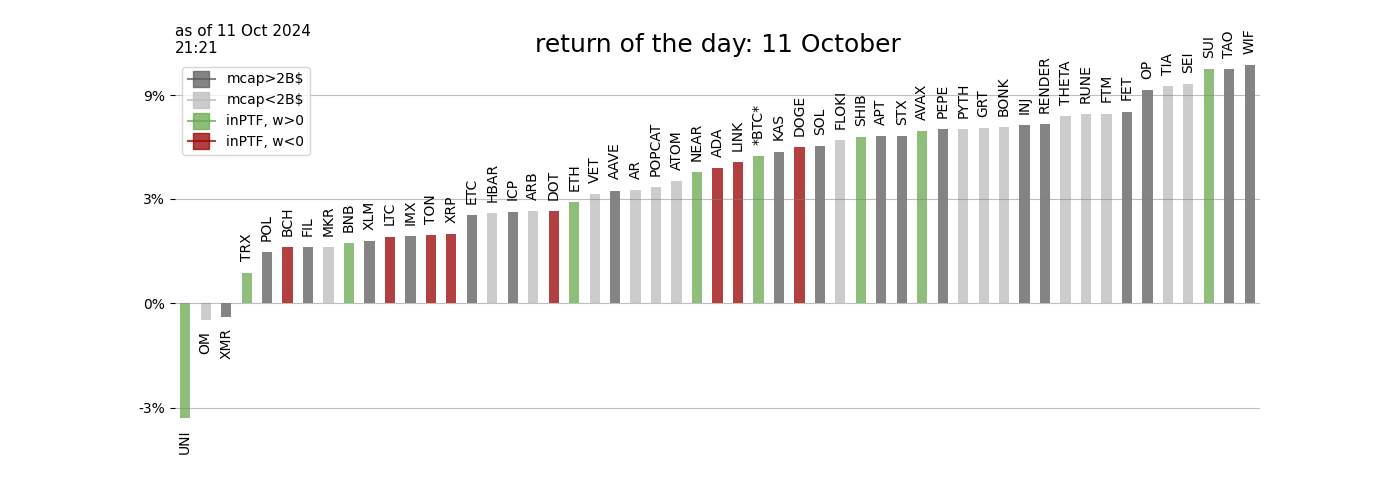 as of 11 Oct 2024
21:21
return of the day: 11 October
mcap>2B$
mcap<2B$
inPTF, w>0
inPTF, w<0
9%
3%
0%
-3%
UNI
OM
XMR
TRX
POL
BCH
FIL
MKR
BNB
XLM
LTC
IMX
TON
XRP
ETC
HBAR
ICP
ARB
DOT
ETH
VET
AAVE
AR
POPCAT
ATOM
NEAR
ADA
LINK
*BTC*
KAS
DOGE
SOL
FLOKI
SHIB
APT
STX
AVAX
PEPE
PYTH
GRT
BONK
INJ
RENDER
THETA
RUNE
FTM
FET
OP
TIA
SEI
SUI
TAO
WIF